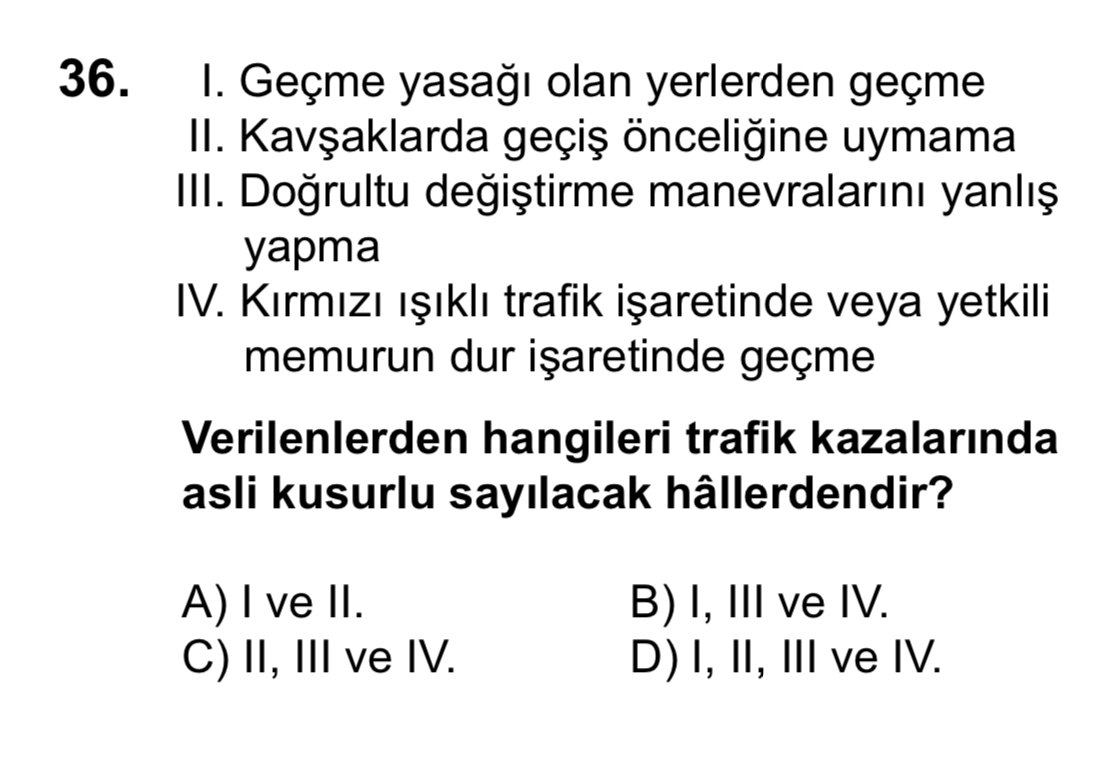 36. I. Geçme yasağı olan yerlerden geçme
II. Kavşaklarda geçiş önceliğine uymama
III. Doğrultu değiştirme manevralarını yanlış
yapma
IV. Kırmızı ışıklı trafik işaretinde veya yetkili
memurun dur işaretinde geçme
Verilenlerden hangileri trafik kazalarında
asli kusurlu sayılacak hâllerdendir?
A) I ve II. B) I, III ve IV.
C) II, III ve IV. D) I, II, III ve IV.